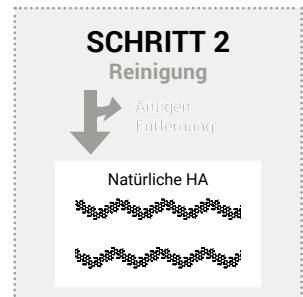 SCHRITT 2
Reinigung
Antigen
Entfernung
Natürliche HA